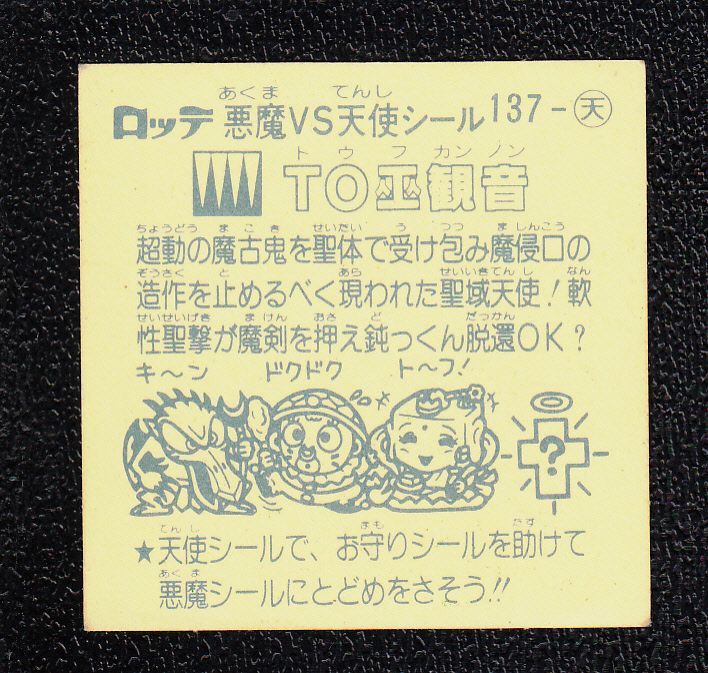 あくま てんし
ロッテ 悪魔VS天使シール 137-天
トウフ カンノン
TO巫観音
ちょうどう まこき せいたい う つつ ま しんこう
超動の魔古鬼を聖体で受け包み魔侵口の
ぞうさく と あら せいいきてんし なん
造作を止めるべく現われた聖域天使!軟
せいせいげき まけん おさ ど だっかん
性聖撃が魔剣を押え鈍っくん脱還OK?
キ〜ン ドクドク ト〜フ!
?
てんし まも たす
★天使シールで、お守りシールを助けて
あくま
悪魔シールにとどめをさそう!!